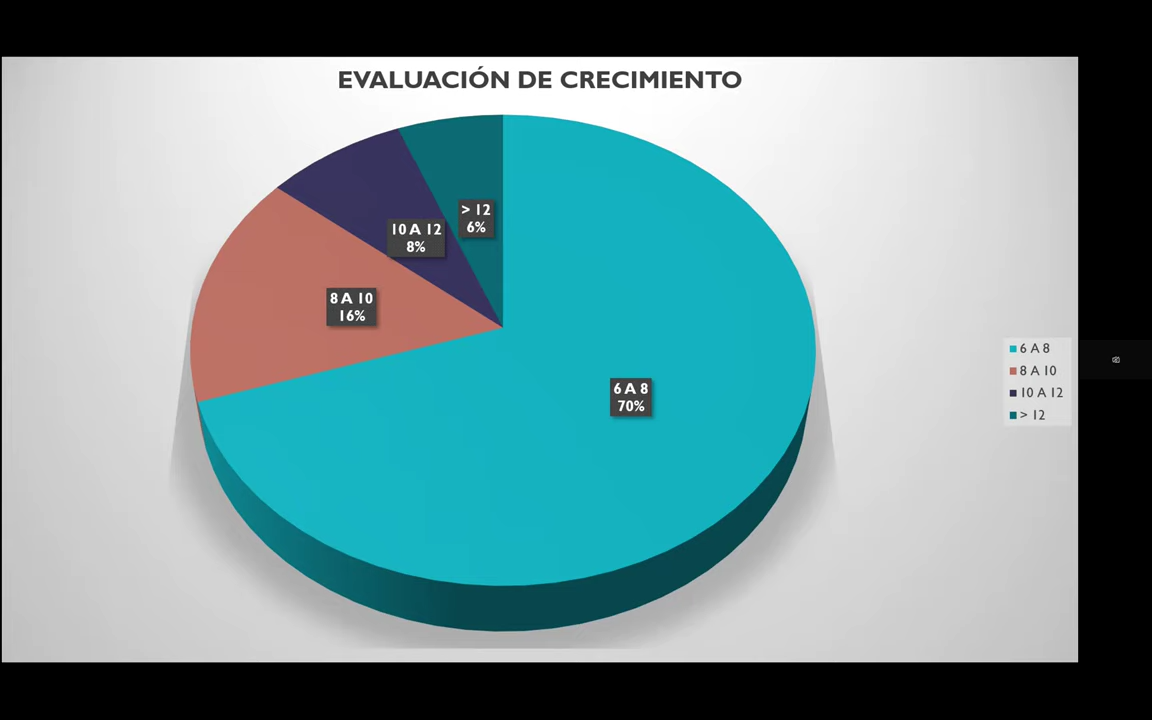 EVALUACIÓN DE CRECIMIENTO
> 12
6%
10 A 12
8%
8 A 10
16%
6 A 8
70%
6 A 8
8 A 10
10 A 12
> 12